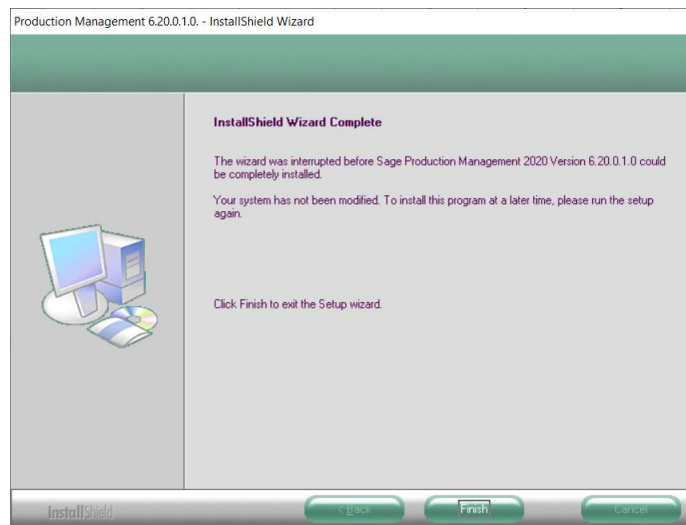 Production Management 6.20.0.1.0. - InstallShield Wizard
InstallShield Wizard Complete
The wizard was interrupted before Sage Production Management 2020 Version 6.20.0.1.0 could
be completely installed.
Your system has not been modified. To install this program at a later time, please run the setup
again.
Click Finish to exit the Setup wizard.
InstallShield
< Back
Finish
Cancel